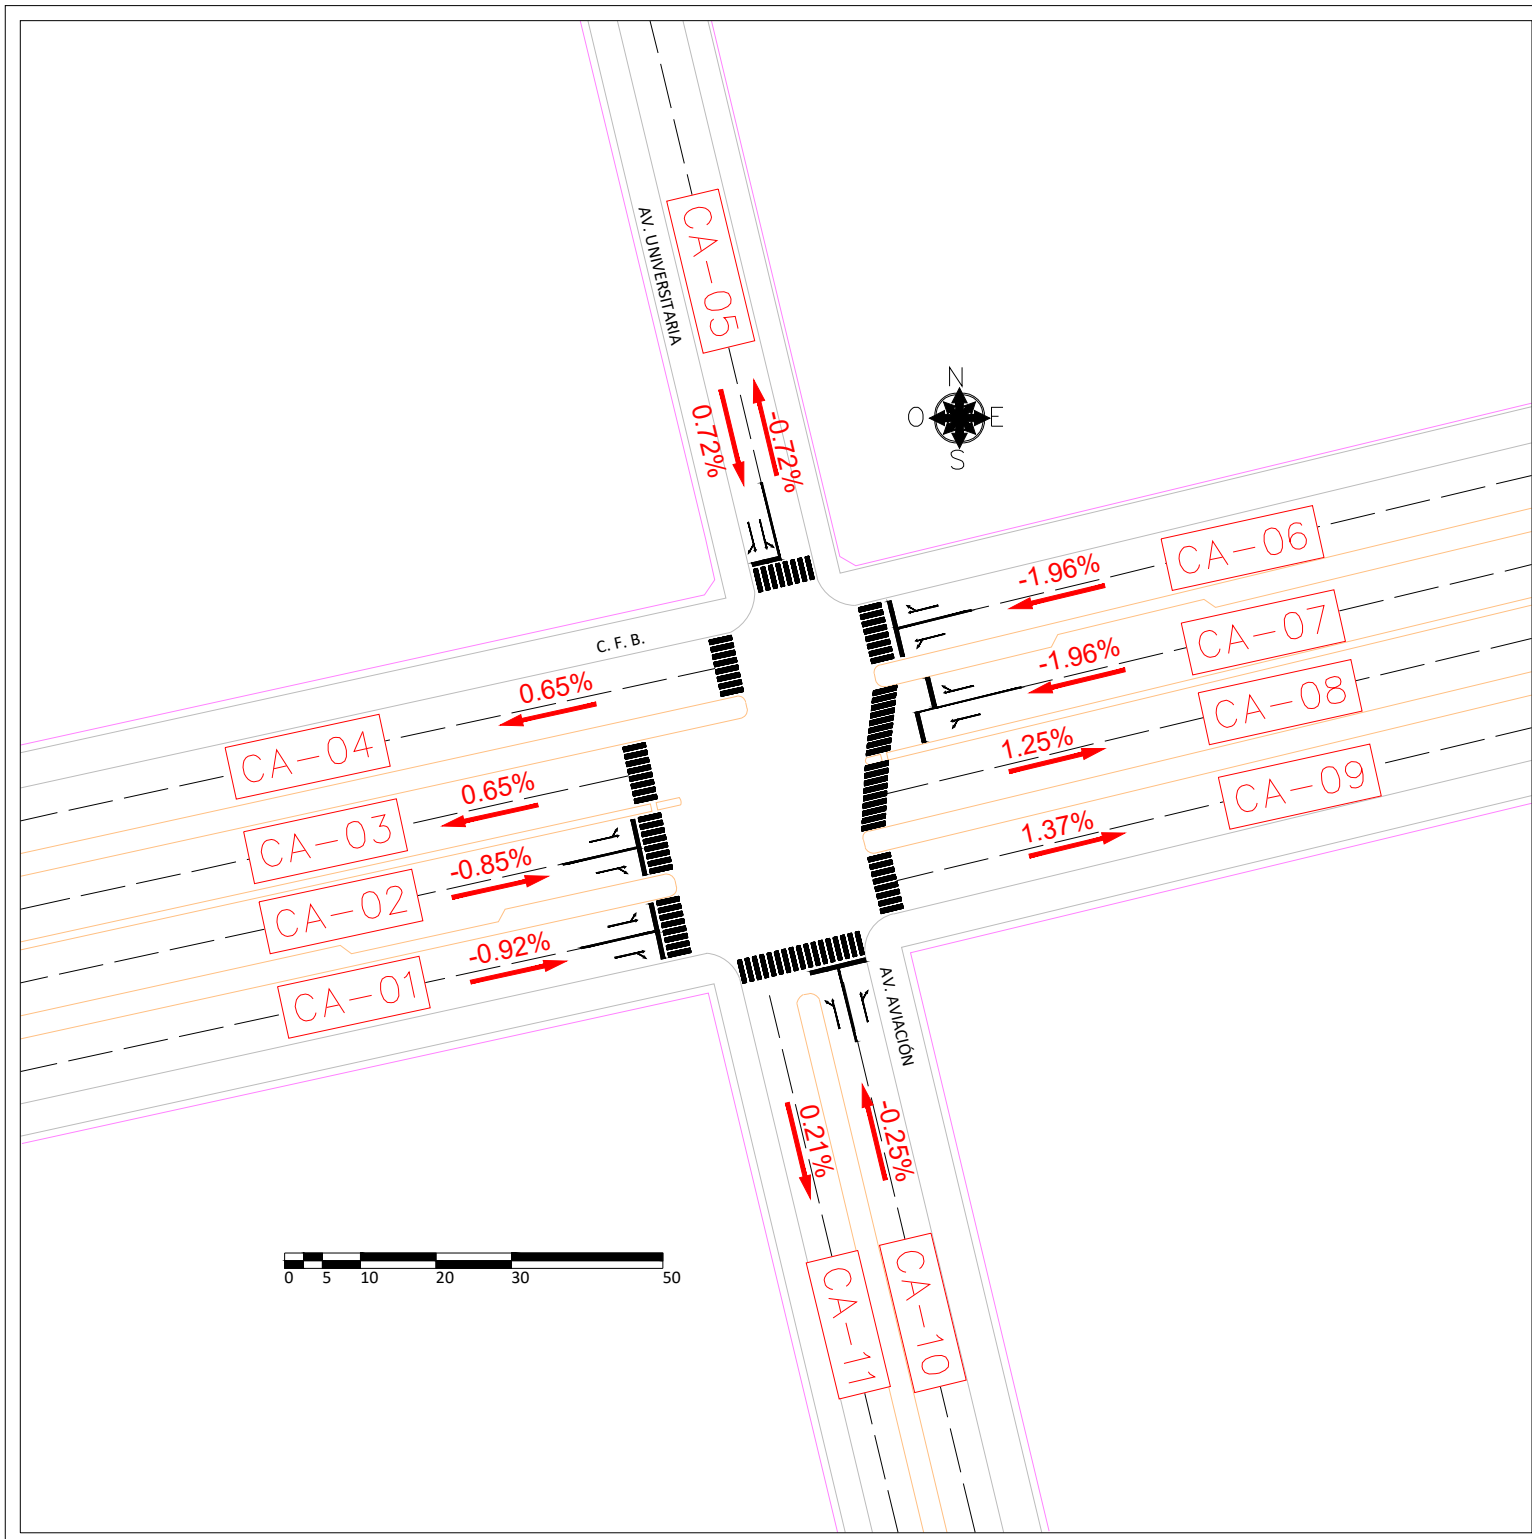 AV. UNIVERSITARIA
CA-05
0.72%
-0.72%
N
O
E
S
C. F. B.
CA-06
-1.96%
CA-07
-1.96%
CA-08
1.25%
CA-09
1.37%
0.65%
CA-04
0.65%
CA-03
-0.85%
CA-02
-0.92%
CA-01
AV. AVIACIÓN
0.21%
-0.25%
CA-11
CA-10
0 5 10 20 30 50